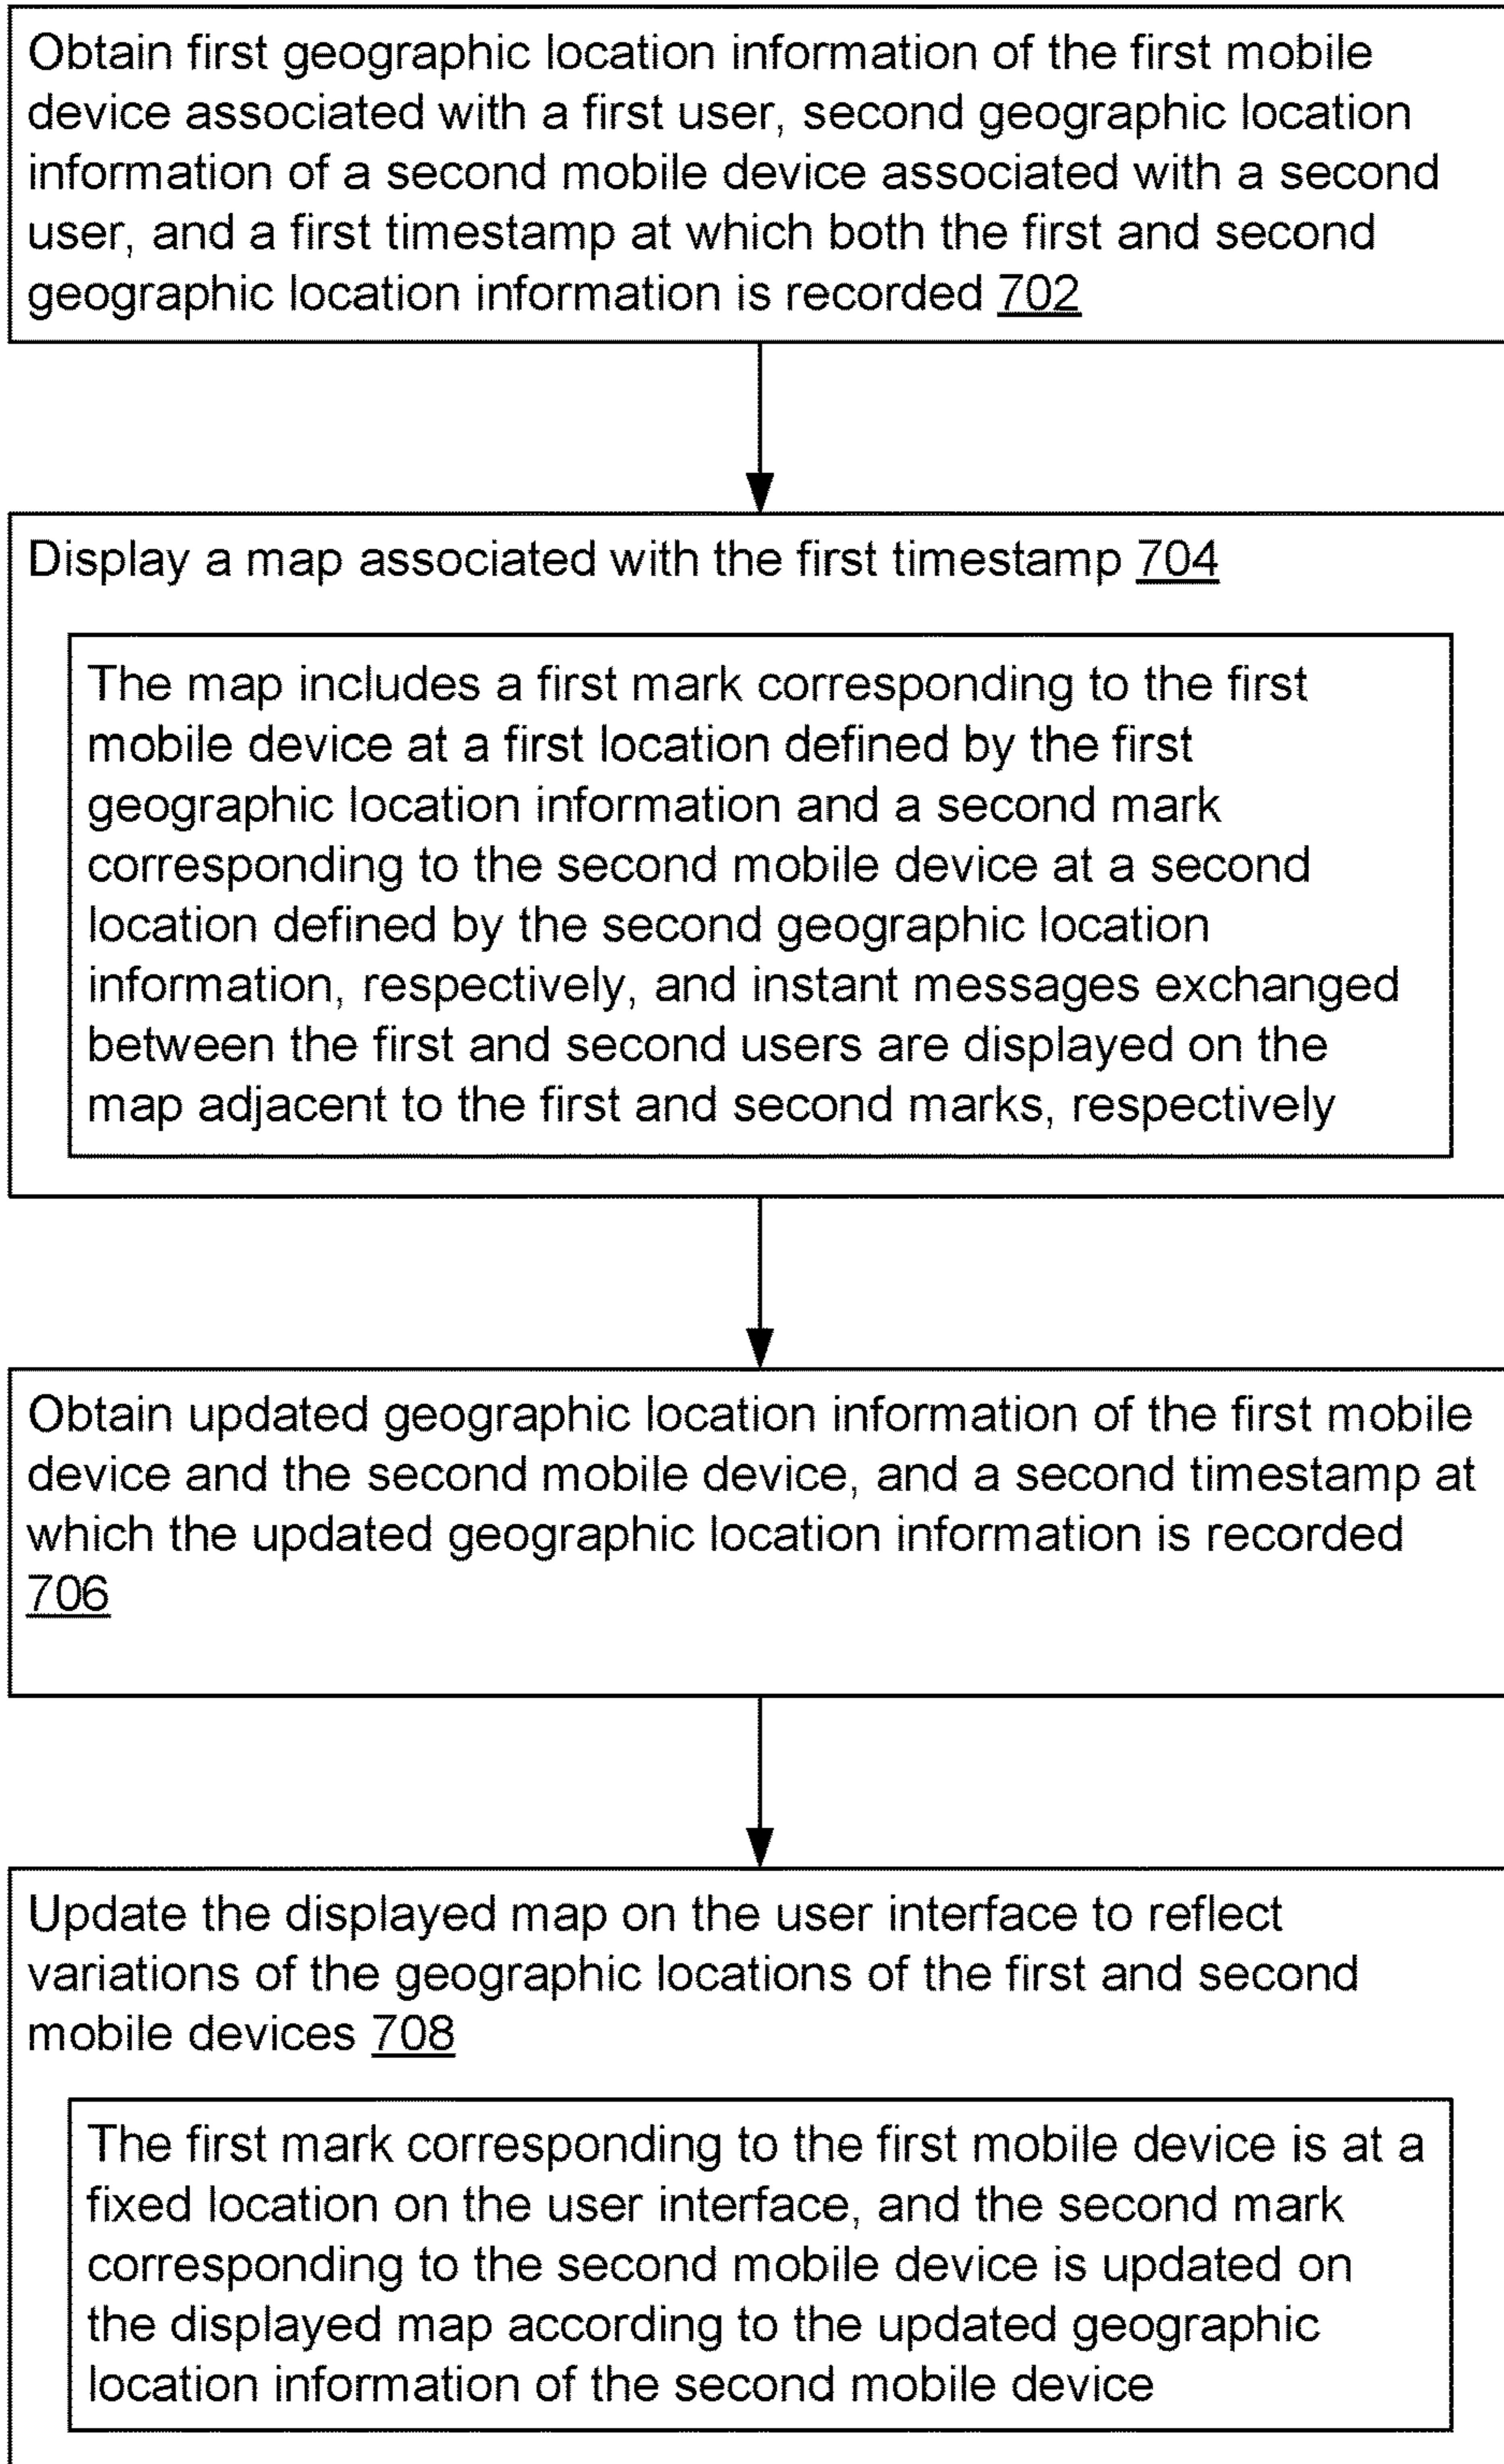 Obtain first geographic location information of the first mobile
device associated with a first user, second geographic location
information of a second mobile device associated with a second
user, and a first timestamp at which both the first and second
geographic location information is recorded 702
Display a map associated with the first timestamp 704
The map includes a first mark corresponding to the first
mobile device at a first location defined by the first
geographic location information and a second mark
corresponding to the second mobile device at a second
location defined by the second geographic location
information, respectively, and instant messages exchanged
between the first and second users are displayed on the
map adjacent to the first and second marks, respectively
Obtain updated geographic location information of the first mobile
device and the second mobile device, and a second timestamp at
which the updated geographic location information is recorded
706
Update the displayed map on the user interface to reflect
variations of the geographic locations of the first and second
mobile devices 708
The first mark corresponding to the first mobile device is at a
fixed location on the user interface, and the second mark
corresponding to the second mobile device is updated on
the displayed map according to the updated geographic
location information of the second mobile device